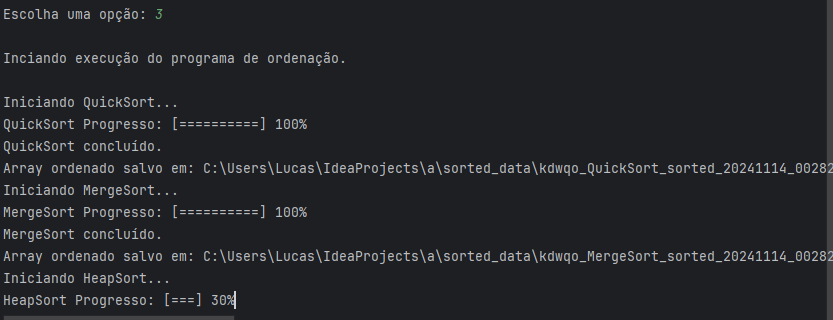 Escolha uma opção: 3
Inciando execução do programa de ordenação.
Iniciando QuickSort...
QuickSort Progresso: [==========] 100%
QuickSort concluído.
Array ordenado salvo em: C:\Users\Lucas\IdeaProjects\a\sorted_data\kdwqo_QuickSort_sorted_20241114_00282
Iniciando MergeSort...
MergeSort Progresso: [==========] 100%
MergeSort concluído.
Array ordenado salvo em: C:\Users\Lucas\IdeaProjects\a\sorted_data\kdwqo_MergeSort_sorted_20241114_00282
Iniciando HeapSort...
HeapSort Progresso: [===] 30%